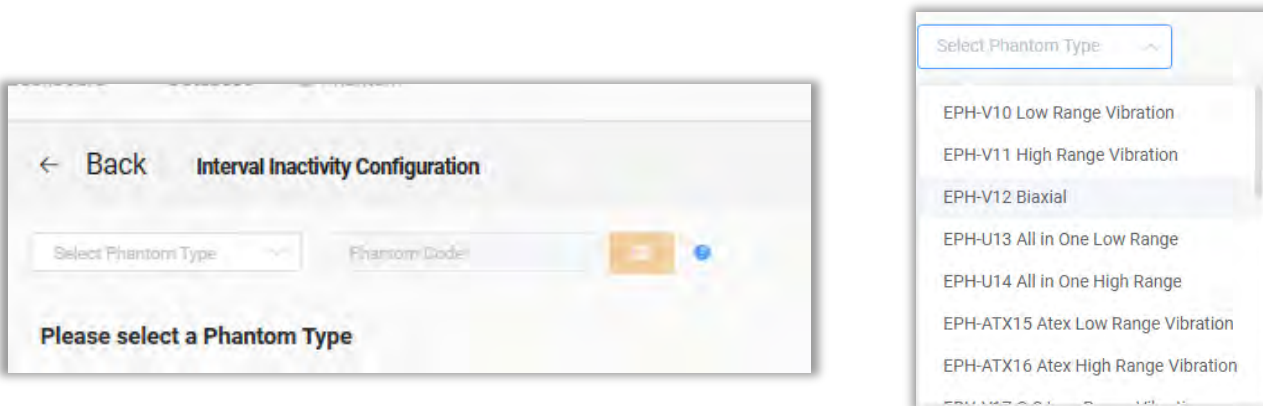 ← Back Interval Inactivity Configuration
Select Phantom Type Phantom Code
Please select a Phantom Type
Select Phantom Type
EPH-V10 Low Range Vibration
EPH-V11 High Range Vibration
EPH-V12 Biaxial
EPH-U13 All in One Low Range
EPH-U14 All in One High Range
EPH-ATX15 Atex Low Range Vibration
EPH-ATX16 Atex High Range Vibration